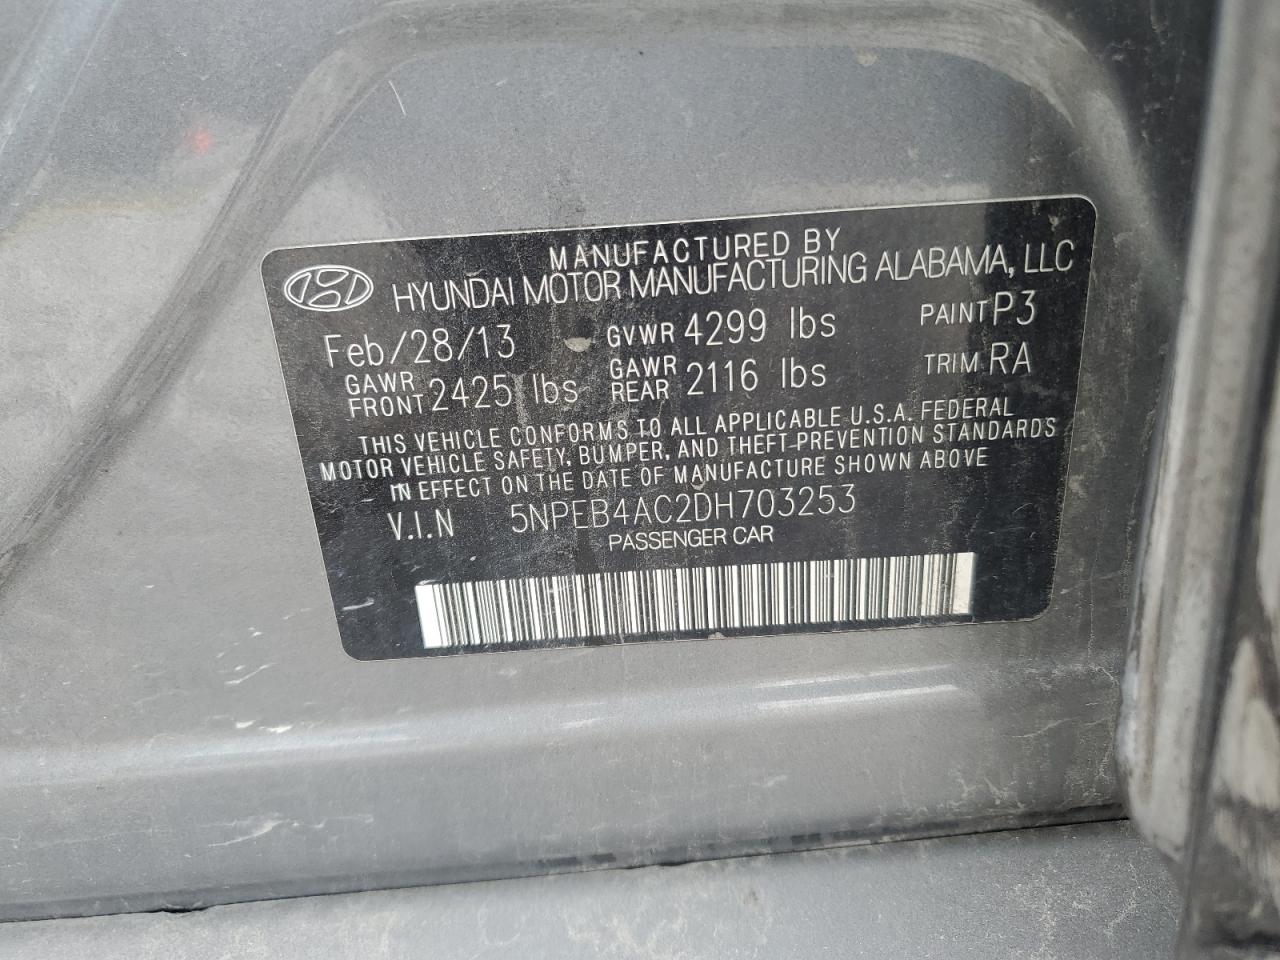 MANUFACTURED BY
HYUNDAI MOTOR MANUFACTURING ALABAMA, LLC
Feb/28/13 GVWR 4299 lbs PAINT P3
GAWR FRONT 2425 lbs GAWR REAR 2116 lbs TRIM RA
THIS VEHICLE CONFORMS TO ALL APPLICABLE U.S.A. FEDERAL
MOTOR VEHICLE SAFETY, BUMPER, AND THEFT PREVENTION STANDARDS
IN EFFECT ON THE DATE OF MANUFACTURE SHOWN ABOVE
V.I.N 5NPEB4AC2DH703253
PASSENGER CAR